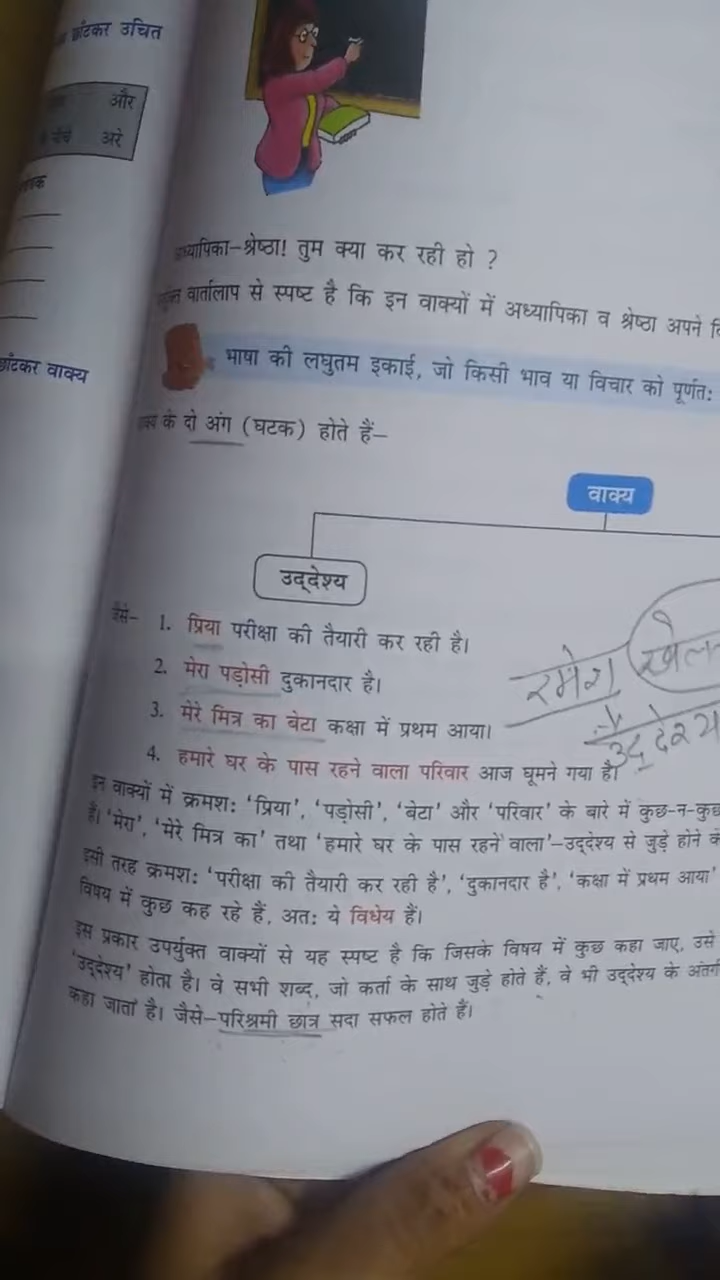 छाँटकर उचित
और
अरे
छाँटकर वाक्य
अध्यापिका–श्रेष्ठा! तुम क्या कर रही हो ?
वार्तालाप से स्पष्ट है कि इन वाक्यों में अध्यापिका व श्रेष्ठा अपने
भाषा की लघुतम इकाई, जो किसी भाव या विचार को पूर्णत:
के दो अंग (घटक) होते हैं–
वाक्य
उद्देश्य
जैसे– 1. प्रिया परीक्षा की तैयारी कर रही है।
2. मेरा पड़ोसी दुकानदार है।
3. मेरे मित्र का बेटा कक्षा में प्रथम आया।
4. हमारे घर के पास रहने वाला परिवार आज घूमने गया है।
रमेश खेल
उद्देश्य
इन वाक्यों में क्रमश: ‘प्रिया’, ‘पड़ोसी’, ‘बेटा’ और ‘परिवार’ के बारे में कुछ-न-कुछ
हैं। ‘मेरा’, ‘मेरे मित्र का’ तथा ‘हमारे घर के पास रहने वाला’–उद्देश्य से जुड़े होने के
इसी तरह क्रमश: ‘परीक्षा की तैयारी कर रही है’, ‘दुकानदार है’, ‘कक्षा में प्रथम आया’
विषय में कुछ कह रहे हैं, अत: ये विधेय हैं।
इस प्रकार उपर्युक्त वाक्यों से यह स्पष्ट है कि जिसके विषय में कुछ कहा जाए, उसे
‘उद्देश्य’ होता है। वे सभी शब्द, जो कर्ता के साथ जुड़े होते हैं, वे भी उद्देश्य के
कहा जाता है। जैसे–परिश्रमी छात्र सदा सफल होते हैं।